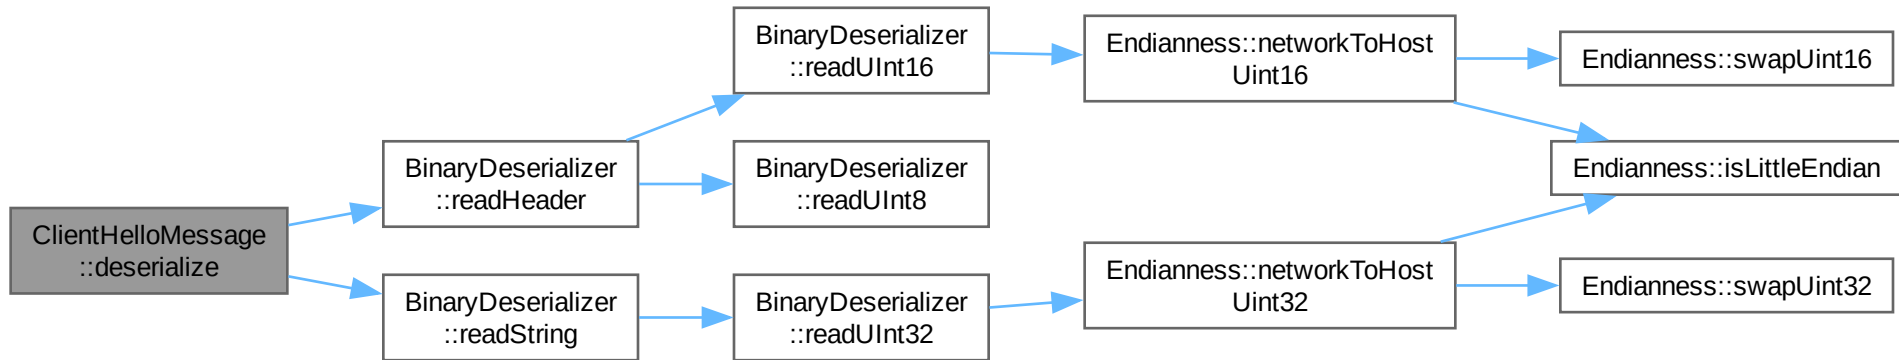 ClientHelloMessage
::deserialize
BinaryDeserializer
::readHeader
BinaryDeserializer
::readString
BinaryDeserializer
::readUInt16
BinaryDeserializer
::readUInt8
BinaryDeserializer
::readUInt32
Endianness::networkToHost
Uint16
Endianness::networkToHost
Uint32
Endianness::swapUint16
Endianness::isLittleEndian
Endianness::swapUint32